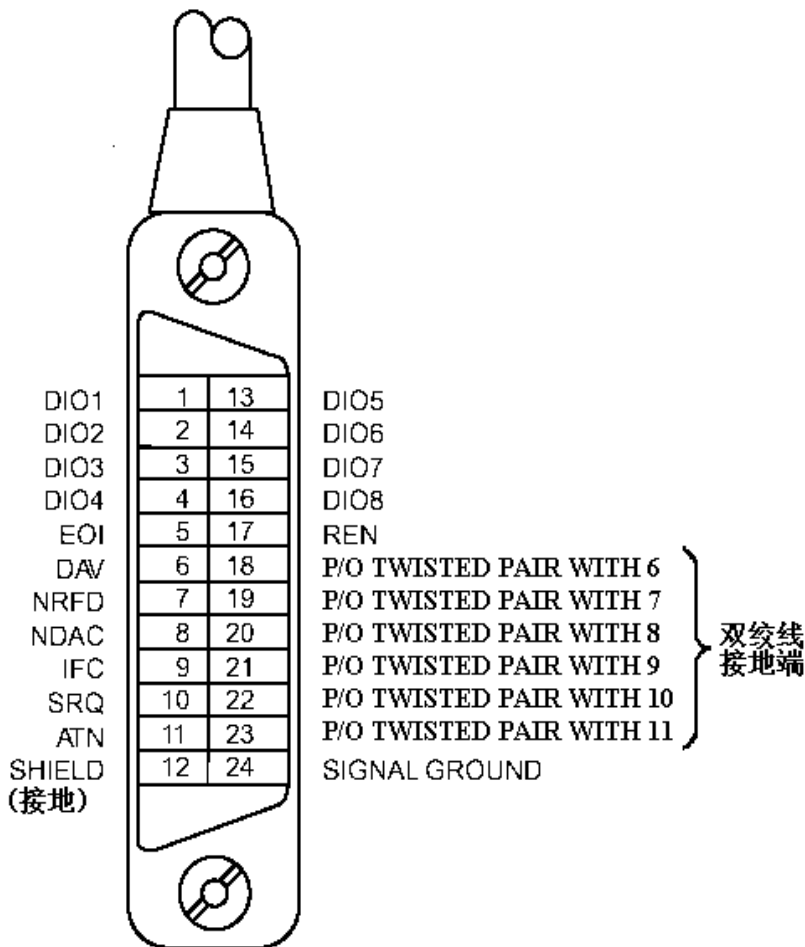 DIO1 1 13 DIO5
DIO2 2 14 DIO6
DIO3 3 15 DIO7
DIO4 4 16 DIO8
EOI 5 17 REN
DAV 6 18 P/O TWISTED PAIR WITH 6
NRFD 7 19 P/O TWISTED PAIR WITH 7
NDAC 8 20 P/O TWISTED PAIR WITH 8
IFC 9 21 P/O TWISTED PAIR WITH 9
SRQ 10 22 P/O TWISTED PAIR WITH 10
ATN 11 23 P/O TWISTED PAIR WITH 11
SHIELD 12 24 SIGNAL GROUND
(接地)
双绞线
接地端